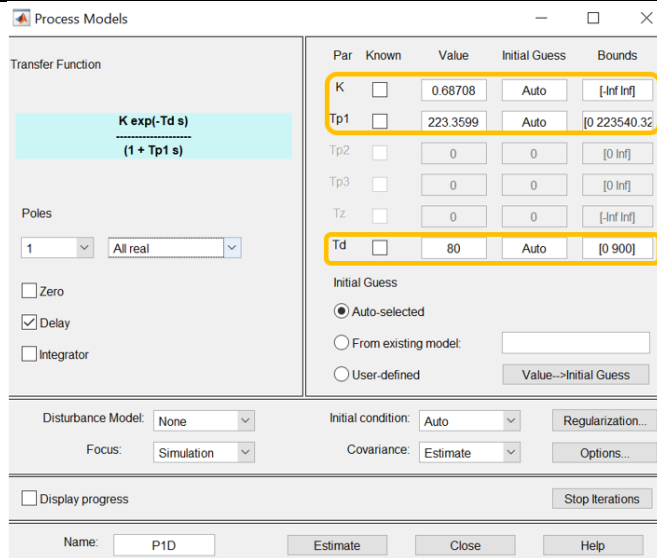 Process Models
Transfer Function
K exp(-Td s)
--------------------
(1 + Tp1 s)
Poles
1 All real
Zero
Delay
Integrator
Par Known Value Initial Guess Bounds
K 0.68708 Auto [-Inf Inf]
Tp1 223.3599 Auto [0 223540.32
Tp2 0 0 [0 Inf]
Tp3 0 0 [0 Inf]
Tz 0 0 [-Inf Inf]
Td 80 Auto [0 900]
Initial Guess
Auto-selected
From existing model:
User-defined Value-->Initial Guess
Disturbance Model: None Initial condition: Auto Regularization...
Focus: Simulation Covariance: Estimate Options...
Display progress Stop Iterations
Name: P1D Estimate Close Help